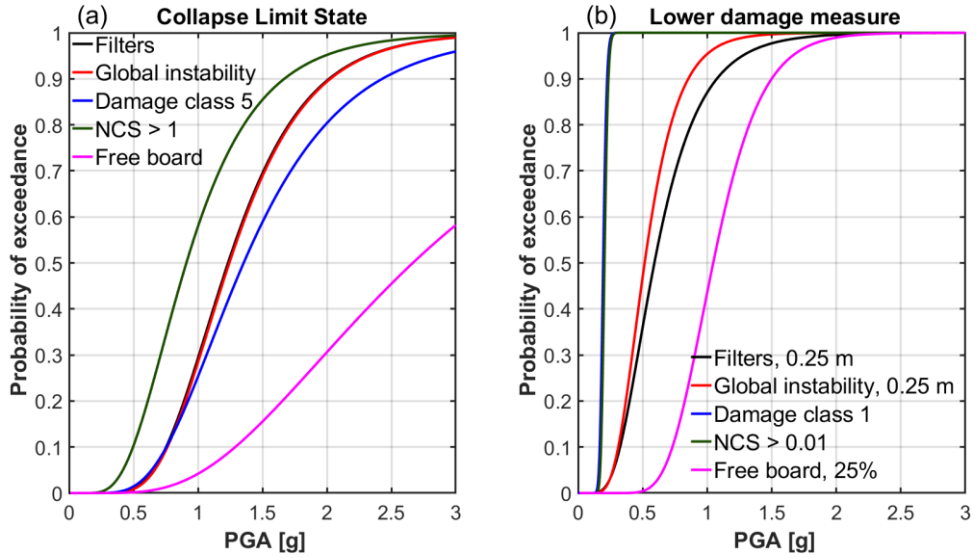 (a) Collapse Limit State
Filters
Global instability
Damage class 5
NCS > 1
Free board
Probability of exceedance
1
0.9
0.8
0.7
0.6
0.5
0.4
0.3
0.2
0.1
0
0 0.5 1 1.5 2 2.5 3
PGA [g]
(b) Lower damage measure
Filters, 0.25 m
Global instability, 0.25 m
Damage class 1
NCS > 0.01
Free board, 25%
Probability of exceedance
1
0.9
0.8
0.7
0.6
0.5
0.4
0.3
0.2
0.1
0
0 0.5 1 1.5 2 2.5 3
PGA [g]